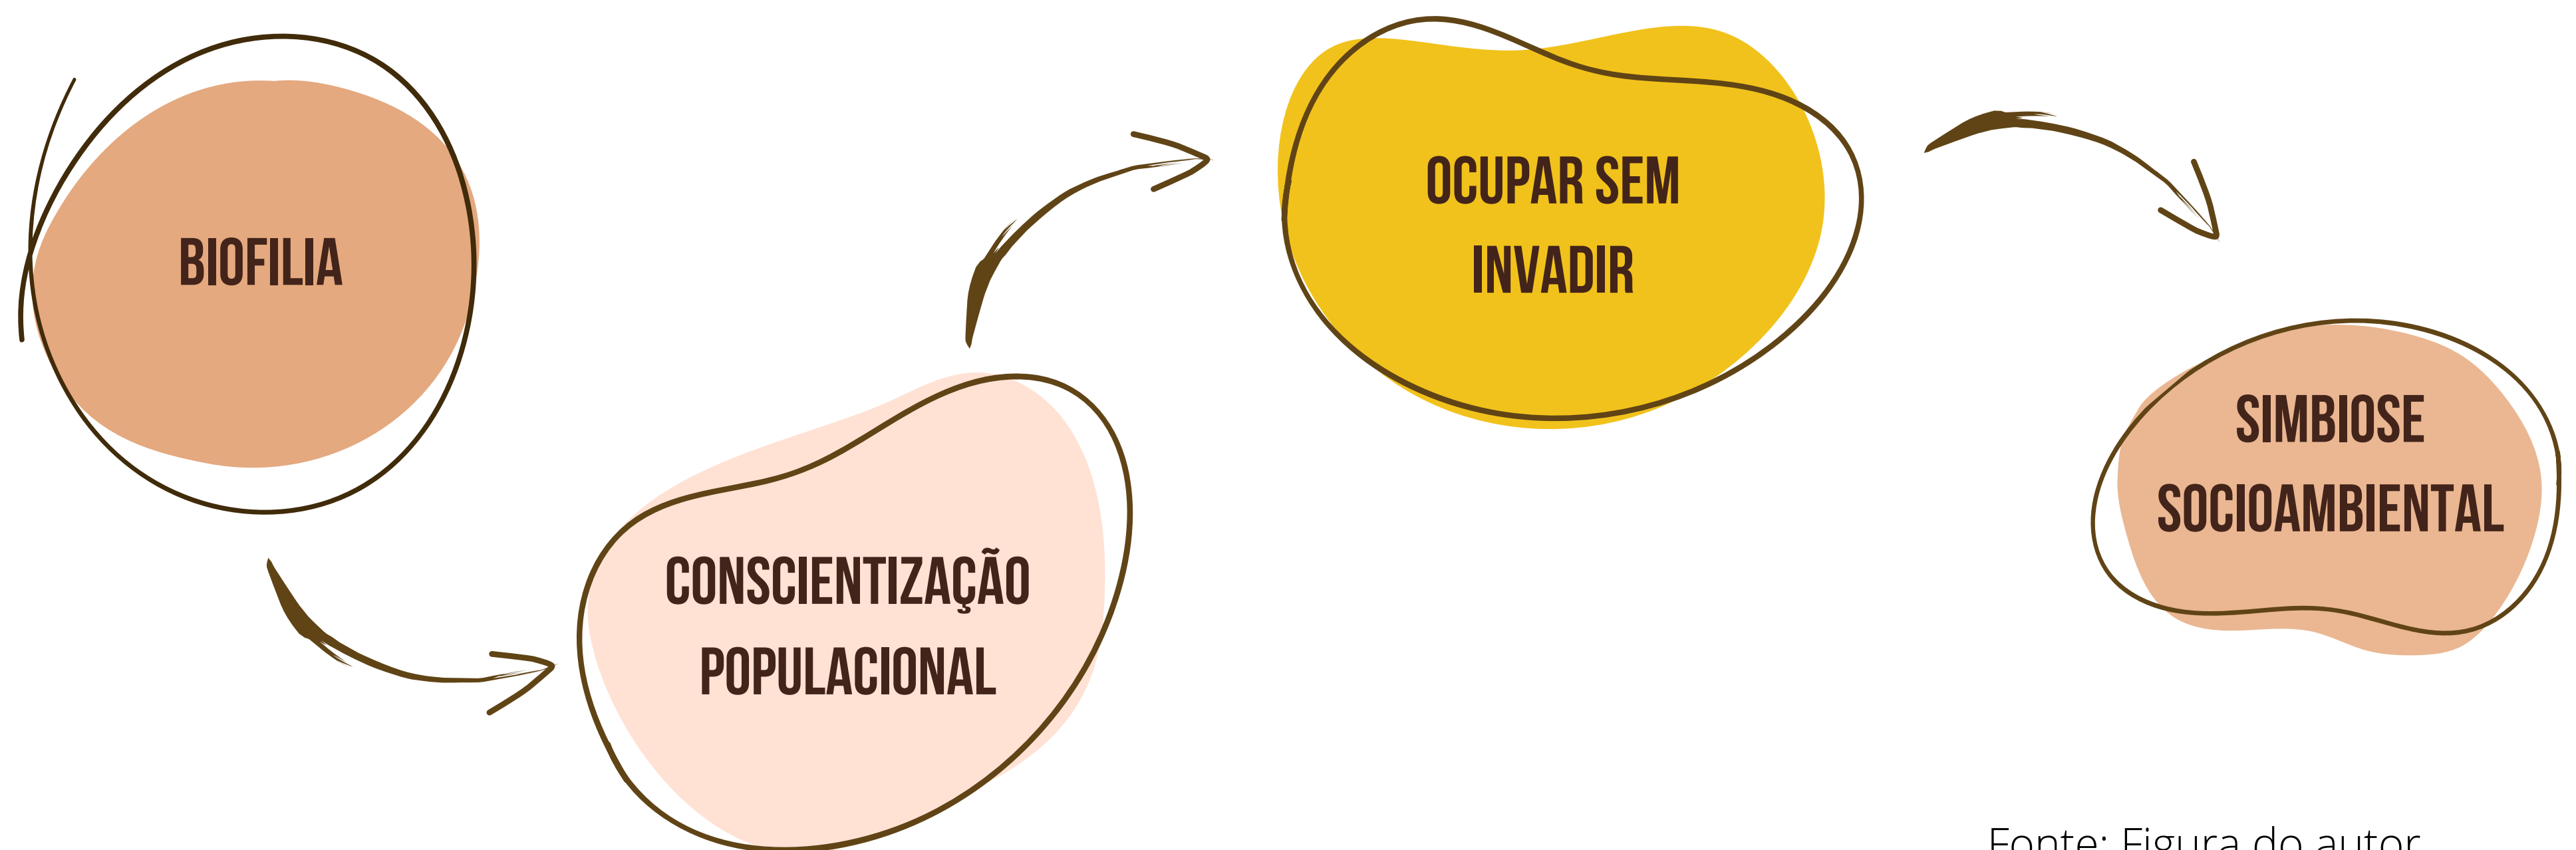 BIOFILIA
CONSCIENTIZAÇÃO
POPULACIONAL
OCUPAR SEM
INVADIR
SIMBIOSE
SOCIOAMBIENTAL
Fonte: Figura do autor